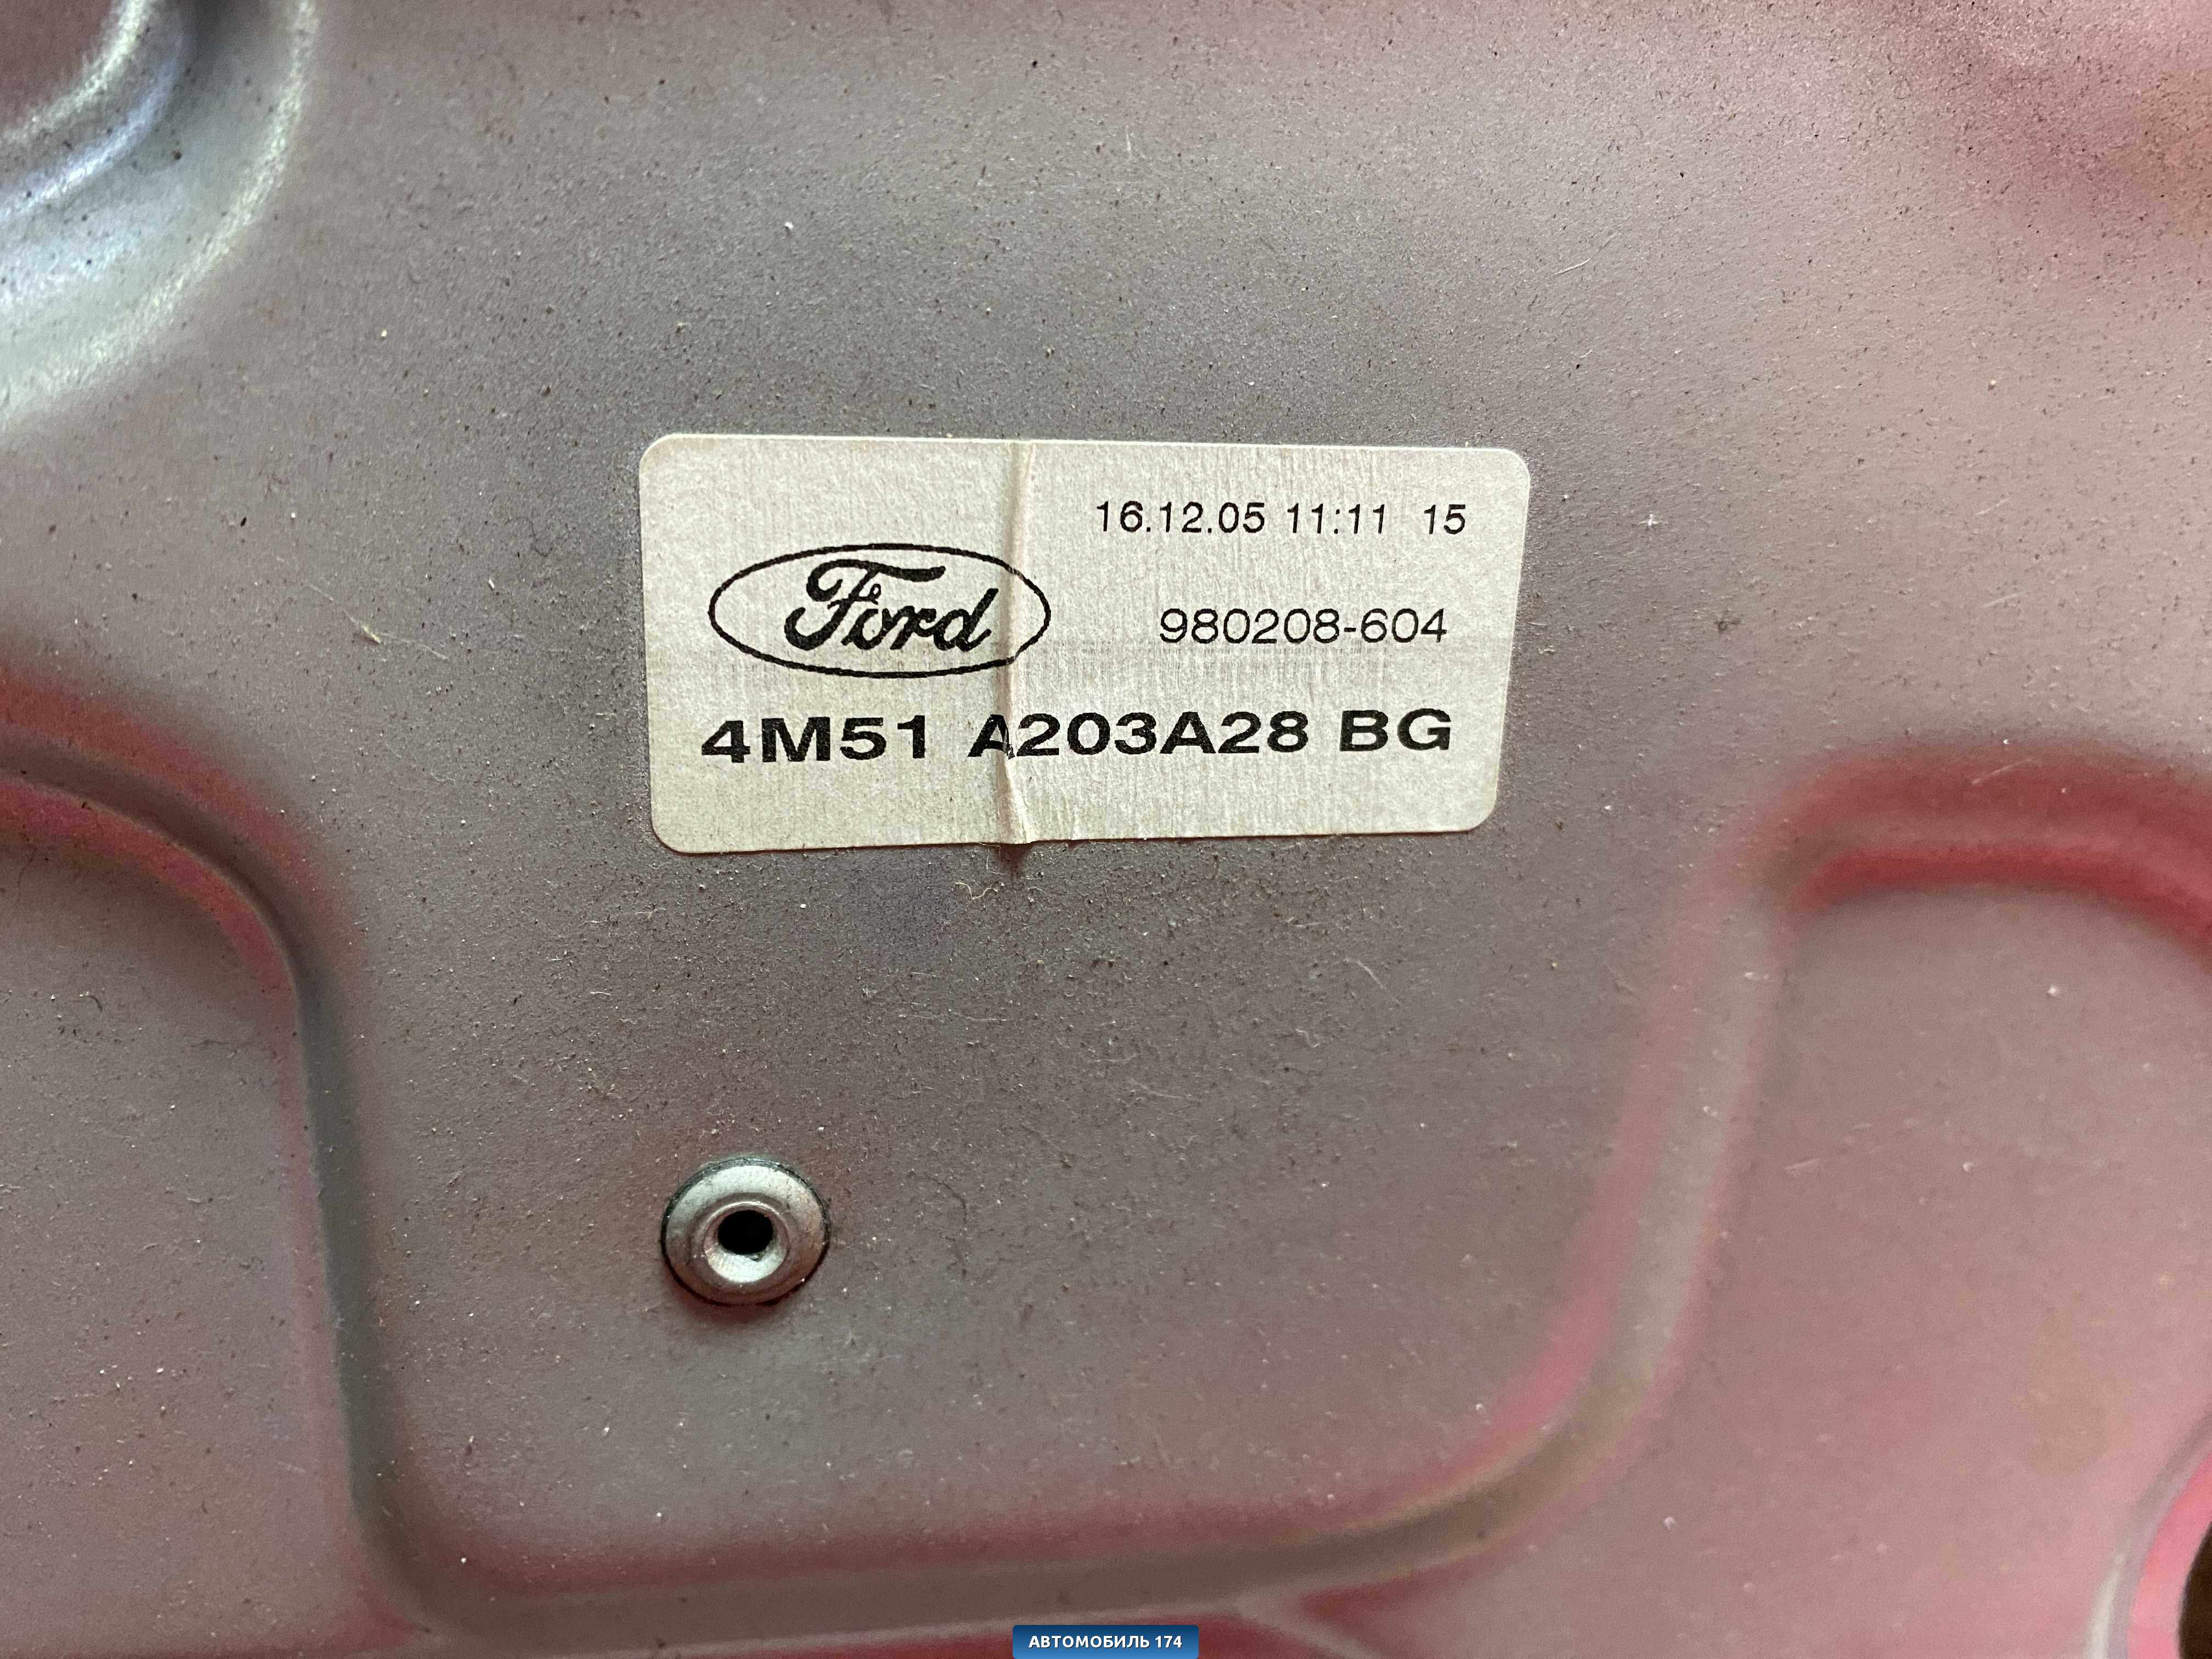 16.12.05 11:11 15
Ford
980208-604
4M51 A203A28 BG
АВТОМОБИЛЬ 174